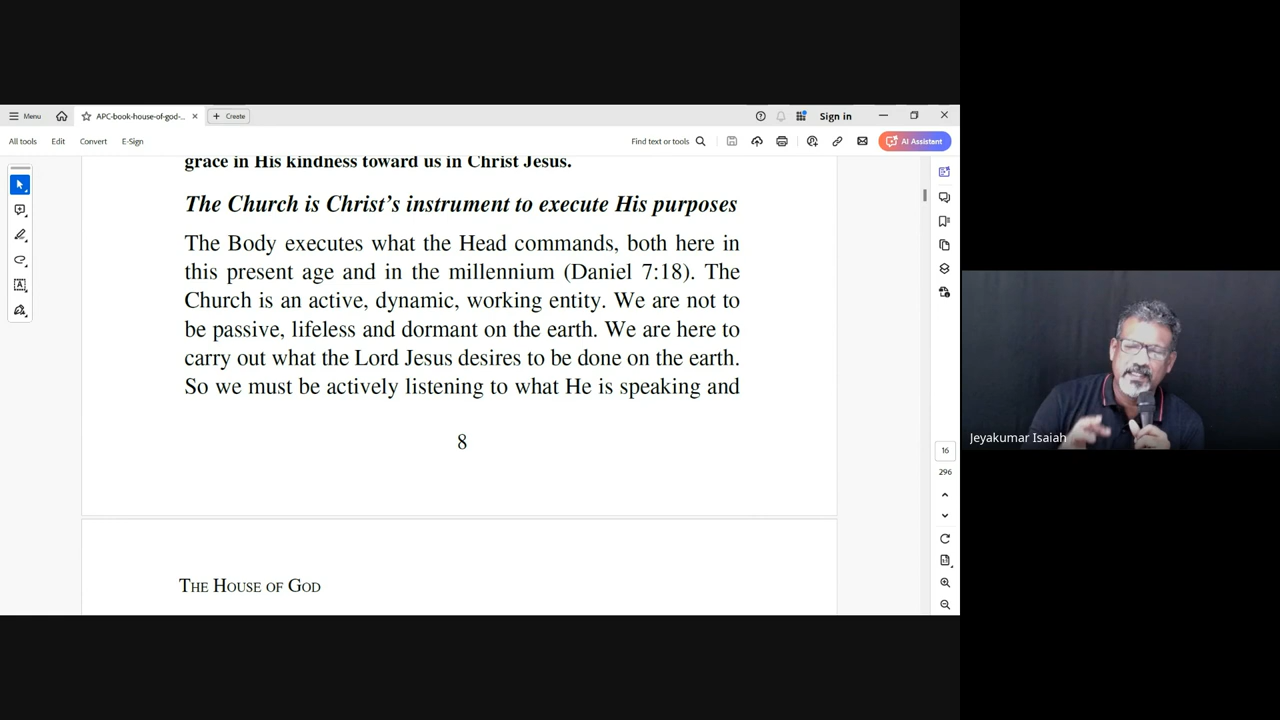 Menu
APC-book-house-of-god-...
Create
Sign in
All tools
Edit
Convert
E-Sign
Find text or tools
AI Assistant
grace in His kindness toward us in Christ Jesus.
The Church is Christ's instrument to execute His purposes
The Body executes what the Head commands, both here in
this present age and in the millennium (Daniel 7:18). The
Church is an active, dynamic, working entity. We are not to
be passive, lifeless and dormant on the earth. We are here to
carry out what the Lord Jesus desires to be done on the earth.
So we must be actively listening to what He is speaking and
8
THE HOUSE OF GOD
16
296
Jeyakumar Isaiah